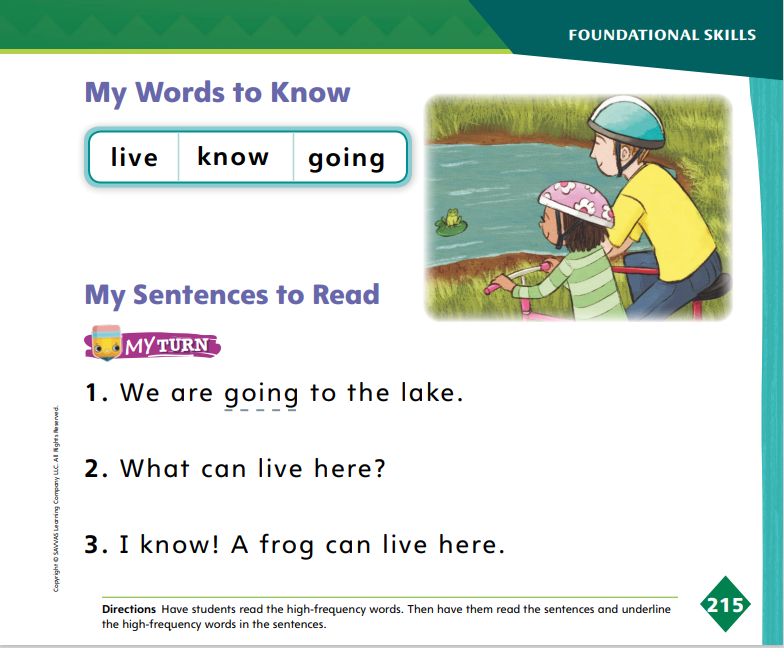 FOUNDATIONAL SKILLS
My Words to Know
live know going
My Sentences to Read
MY TURN
1. We are going to the lake.
2. What can live here?
3. I know! A frog can live here.
Copyright © SAVVAS Learning Company LLC. All Rights Reserved.
Directions Have students read the high-frequency words. Then have them read the sentences and underline
the high-frequency words in the sentences.
215